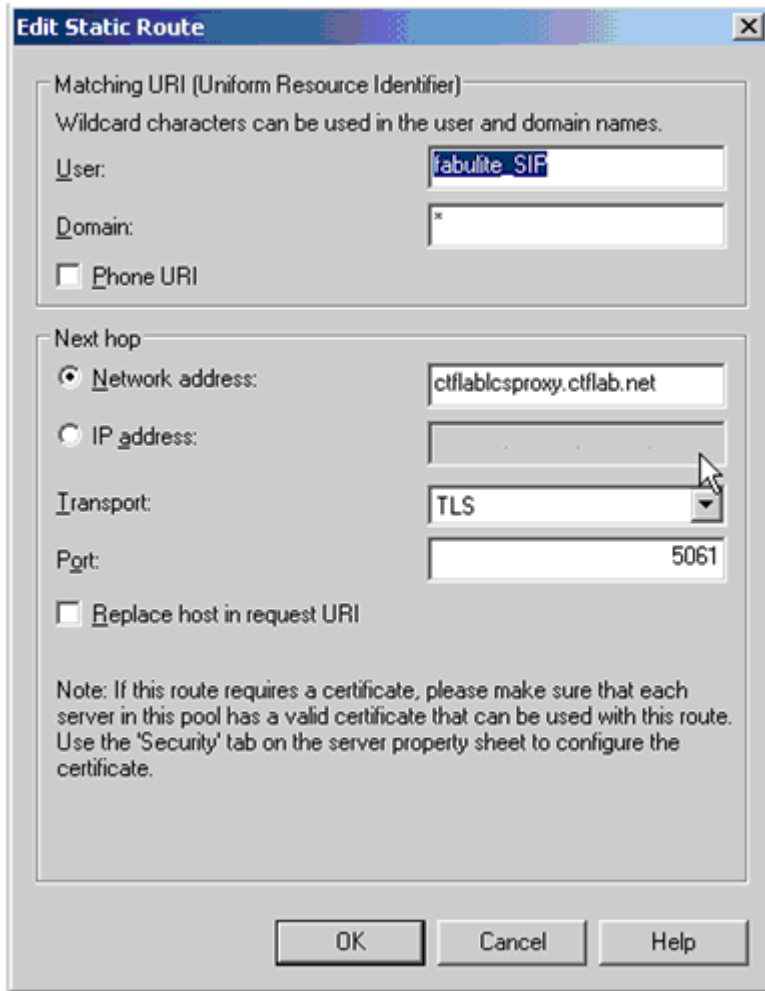 Edit Static Route
Matching URI (Uniform Resource Identifier)
Wildcard characters can be used in the user and domain names.
User: fabulite_SIP
Domain: *
Phone URI
Next hop
Network address: ctflablcsproxy.ctflab.net
IP address: . . .
Transport: TLS
Port: 5061
Replace host in request URI
Note: If this route requires a certificate, please make sure that each
server in this pool has a valid certificate that can be used with this route.
Use the 'Security' tab on the server property sheet to configure the
certificate.
OK Cancel Help